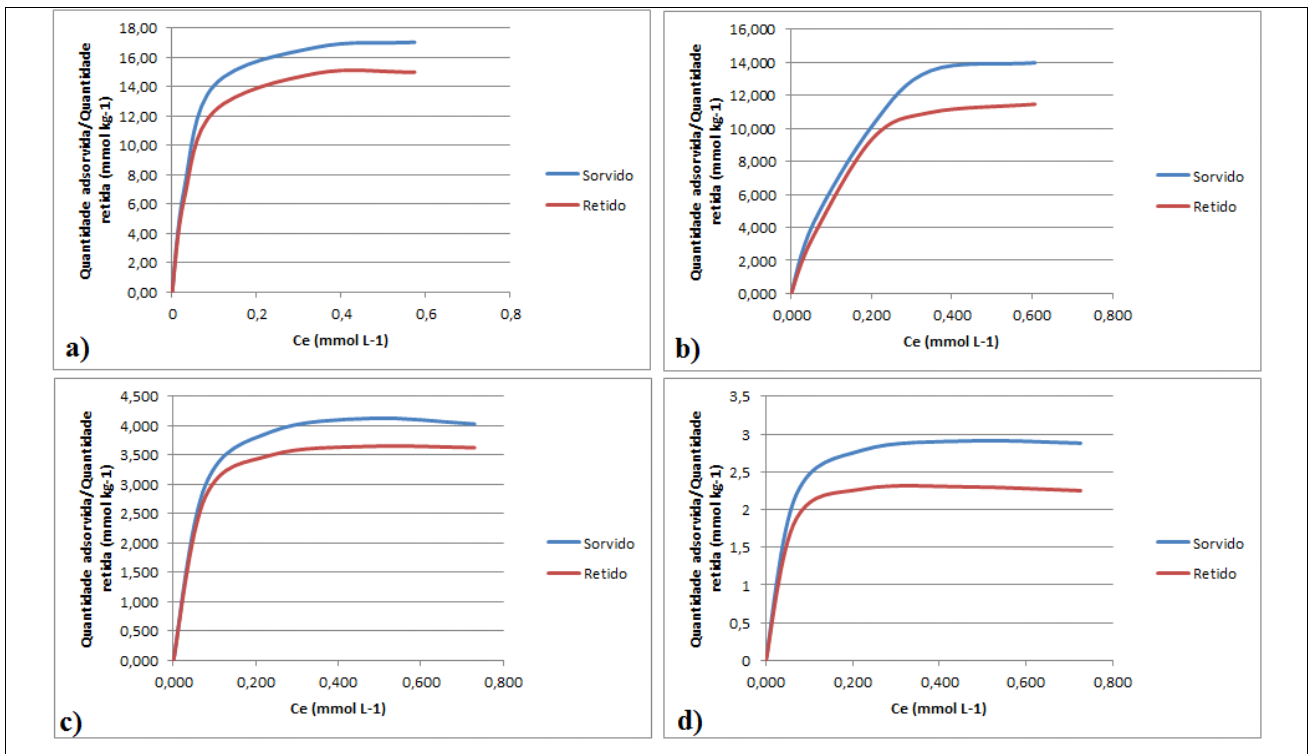 Quantidade adsorvida/Quantidade
retida (mmol kg-1)
18,00
16,00
14,00
12,00
10,00
8,00
6,00
4,00
2,00
0,00
0 0,2 0,4 0,6 0,8
Ce (mmol L-1)
Sorvido
Retido
a)
Quantidade adsorvida/Quantidade
retida (mmol kg-1)
16,000
14,000
12,000
10,000
8,000
6,000
4,000
2,000
0,000
0,000 0,200 0,400 0,600 0,800
Ce (mmol L-1)
Sorvido
Retido
b)
Quantidade adsorvida/Quantidade
retida (mmol kg-1)
4,500
4,000
3,500
3,000
2,500
2,000
1,500
1,000
0,500
0,000
0,000 0,200 0,400 0,600 0,800
Ce (mmol L-1)
Sorvido
Retido
c)
Quantidade adsorvida/Quantidade
retida (mmol kg-1)
3,5
3
2,5
2
1,5
1
0,5
0
0,000 0,200 0,400 0,600 0,800
Ce (mmol L-1)
Sorvido
Retido
d)